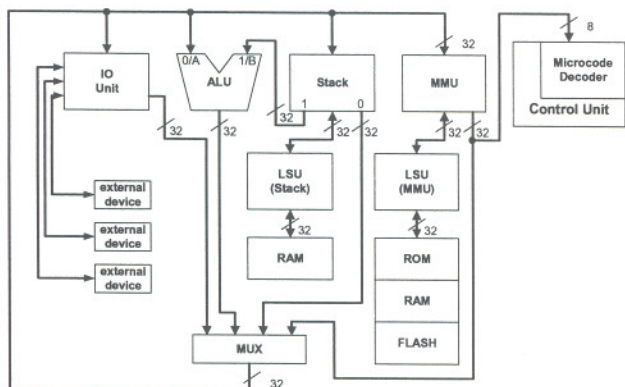 8
32
0/A
1/B
IO
Unit
ALU
Stack
1
0
MMU
Microcode
Decoder
Control Unit
32
32
32
32
32
32
32
32
LSU
(Stack)
LSU
(MMU)
32
32
external
device
external
device
external
device
RAM
ROM
RAM
FLASH
MUX
32